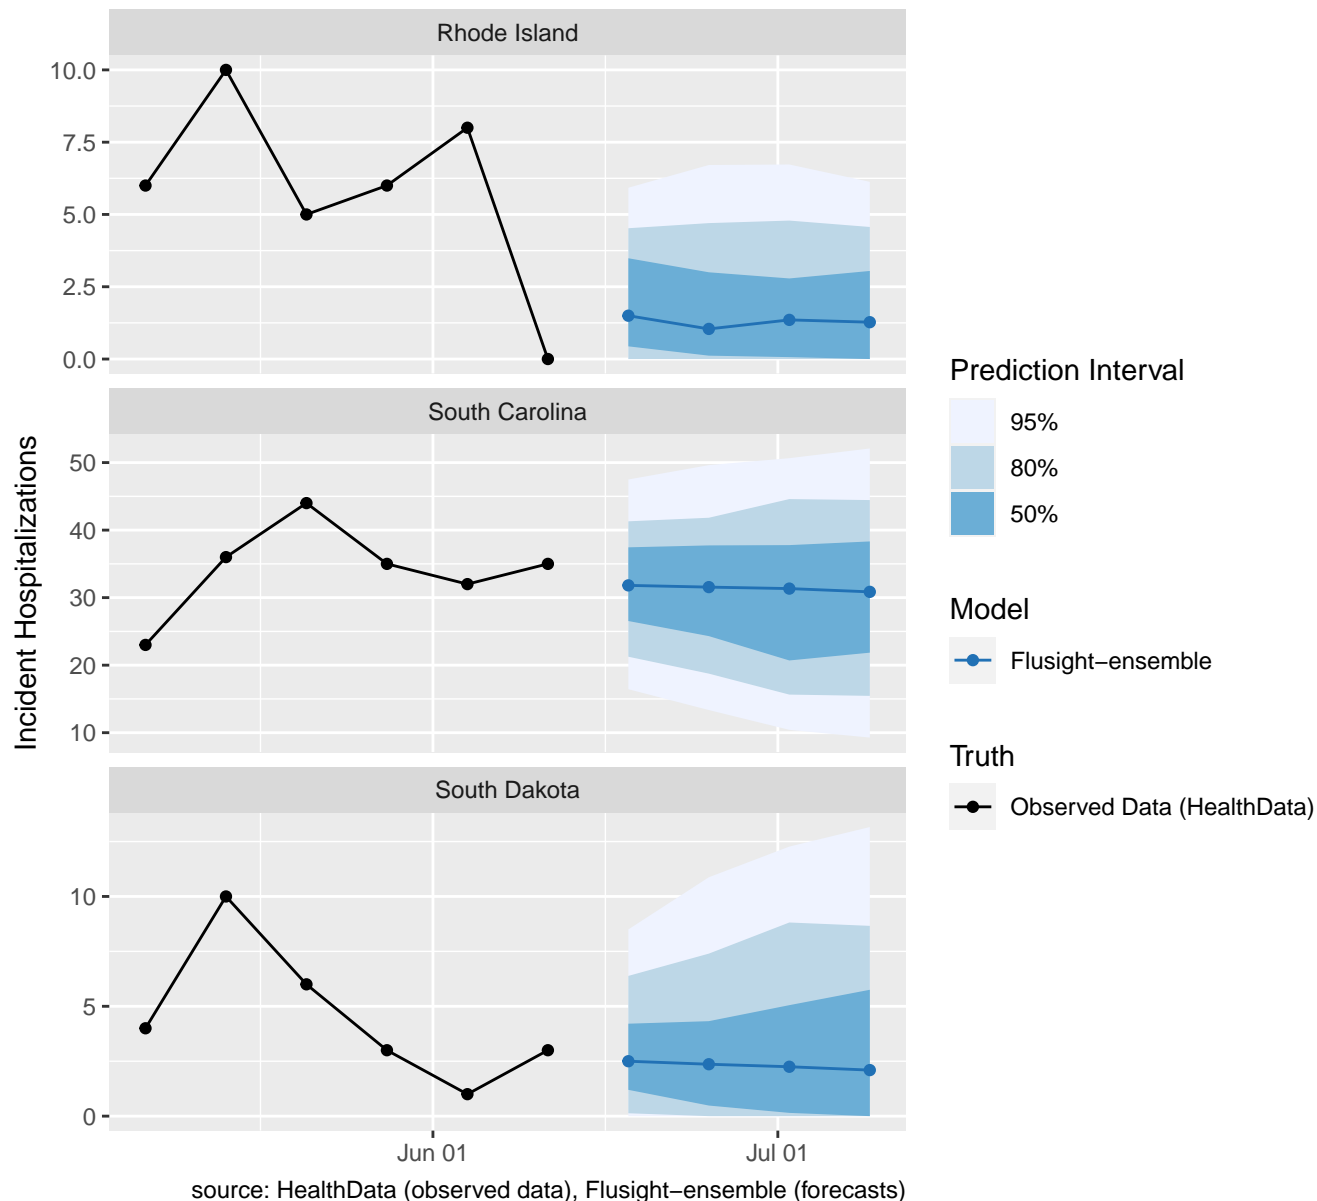 Rhode Island
10.0
7.5
5.0
2.5
0.0
South Carolina
50
40
30
20
10
South Dakota
10
5
0
Jun 01
Jul 01
Incident Hospitalizations
source: HealthData (observed data), Flusight−ensemble (forecasts)
Prediction Interval
95%
80%
50%
Model
Flusight−ensemble
Truth
Observed Data (HealthData)